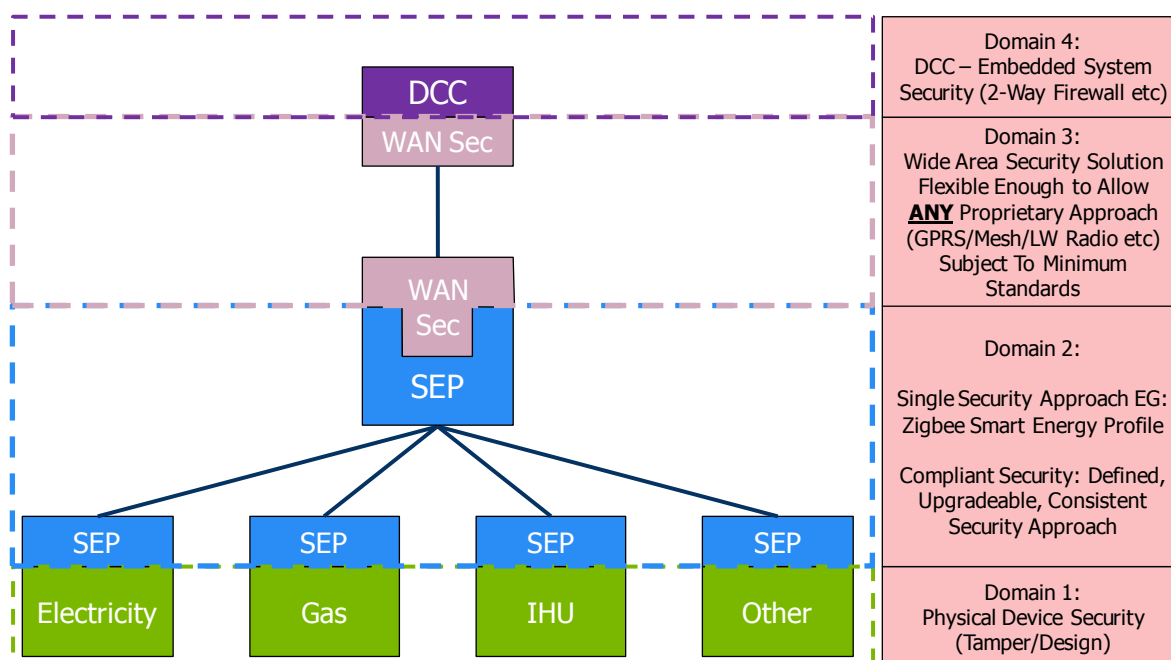 DCC
WAN Sec
WAN
Sec
SEP
SEP
SEP
SEP
SEP
Electricity
Gas
IHU
Other
Domain 4:
DCC – Embedded System
Security (2-Way Firewall etc)
Domain 3:
Wide Area Security Solution
Flexible Enough to Allow
ANY Proprietary Approach
(GPRS/Mesh/LW Radio etc)
Subject To Minimum
Standards
Domain 2:
Single Security Approach EG:
Zigbee Smart Energy Profile
Compliant Security: Defined,
Upgradeable, Consistent
Security Approach
Domain 1:
Physical Device Security
(Tamper/Design)